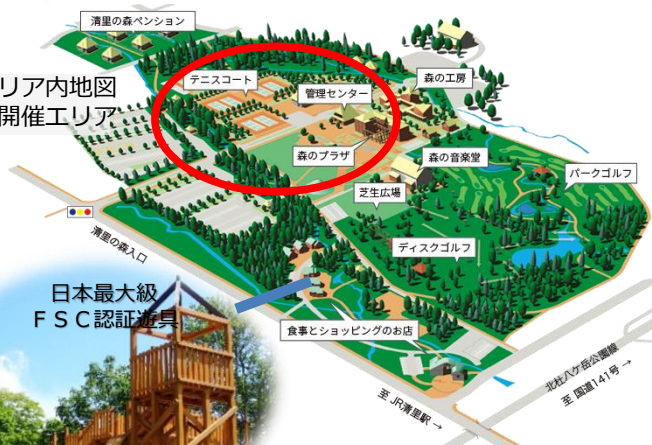 清里の森ペンション
リア内地図
開催エリア
テニスコート
管理センター
森の工房
森のプラザ
森の音楽堂
パークゴルフ
芝生広場
ディスクゴルフ
清里の森入口
日本最大級
ＦＳＣ認証遊具
食事とショッピングのお店
北杜八ケ岳公園線
至 国道141号 →
至 JR清里駅 →